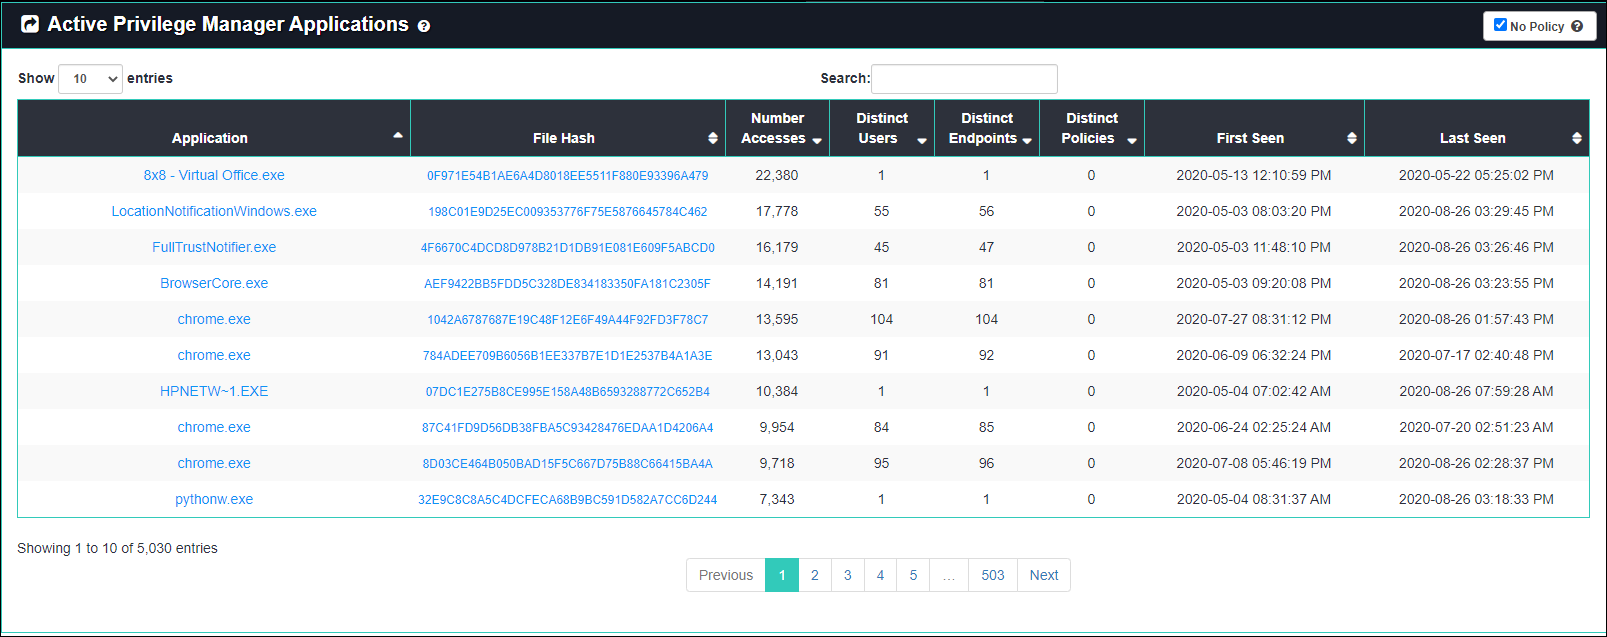 Active Privilege Manager Applications
No Policy
Show 10 entries
Search:
Application File Hash Number Accesses Distinct Users Distinct Endpoints Distinct Policies First Seen Last Seen
8x8 - Virtual Office.exe 0F971E54B1AE6A4D8018EE5511F880E93396A479 22,380 1 1 0 2020-05-13 12:10:59 PM 2020-05-22 05:25:02 PM
LocationNotificationWindows.exe 198C01E9D25EC009353776F75E5876645784C462 17,778 55 56 0 2020-05-03 08:03:20 PM 2020-08-26 03:29:45 PM
FullTrustNotifier.exe 4F6670C4DCD8D978B21D1DB91E081E609F5ABCD0 16,179 45 47 0 2020-05-03 11:48:10 PM 2020-08-26 03:26:46 PM
BrowserCore.exe AEF9422BB5FDD5C328DE834183350FA181C2305F 14,191 81 81 0 2020-05-03 09:20:08 PM 2020-08-26 03:23:55 PM
chrome.exe 1042A6787687E19C48F12E6F49A44F92FD3F78C7 13,595 104 104 0 2020-07-27 08:31:12 PM 2020-08-26 01:57:43 PM
chrome.exe 784ADEE709B6056B1EE337B7E1D1E2537B4A1A3E 13,043 91 92 0 2020-06-09 06:32:24 PM 2020-07-17 02:40:48 PM
HPNETW~1.EXE 07DC1E275B8CE995E158A48B6593288772C652B4 10,384 1 1 0 2020-05-04 07:02:42 AM 2020-08-26 07:59:28 AM
chrome.exe 87C41FD9D56DB38FBA5C93428476EDAA1D4206A4 9,954 84 85 0 2020-06-24 02:25:24 AM 2020-07-20 02:51:23 AM
chrome.exe 8D03CE464B050BAD15F5C667D75B88C66415BA4A 9,718 95 96 0 2020-07-08 05:46:19 PM 2020-08-26 02:28:37 PM
pythonw.exe 32E9C8C8A5C4DCFECA68B9BC591D582A7CC6D244 7,343 1 1 0 2020-05-04 08:31:37 AM 2020-08-26 03:18:33 PM
Showing 1 to 10 of 5,030 entries
Previous 1 2 3 4 5 ... 503 Next